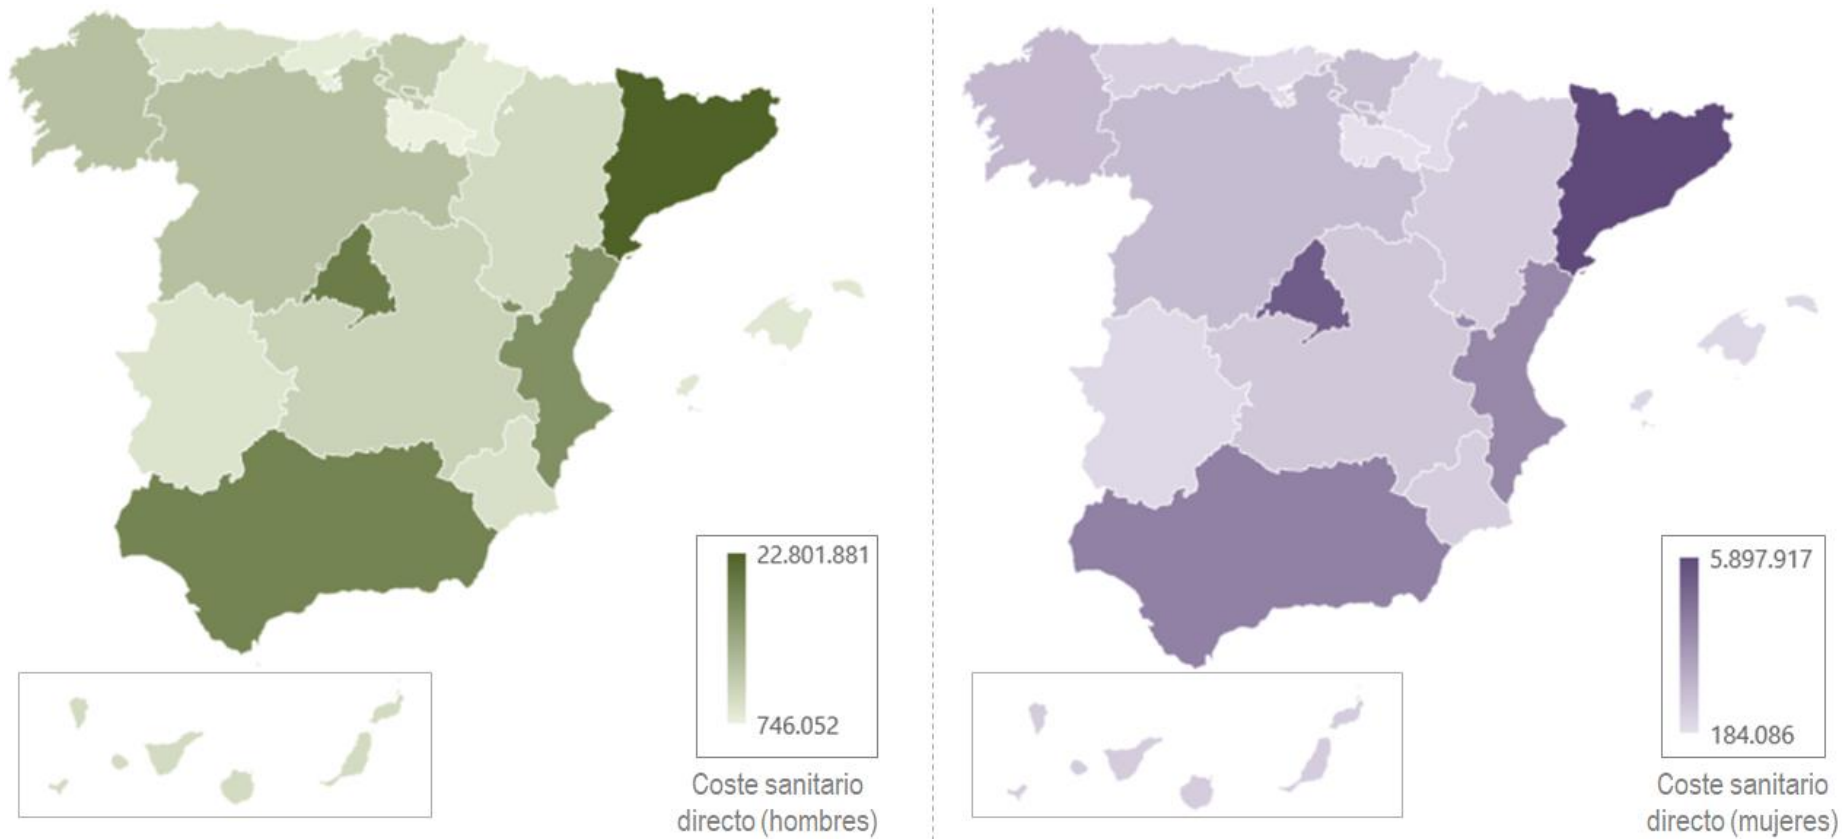 22.801.881
746.052
Coste sanitario
directo (hombres)
5.897.917
184.086
Coste sanitario
directo (mujeres)